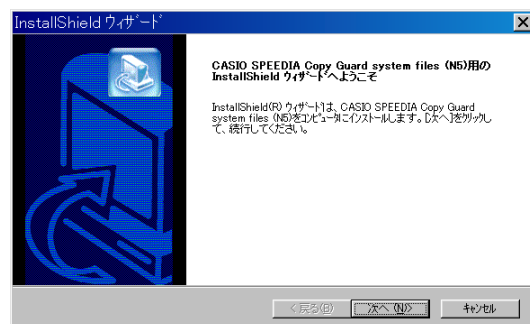 InstallShield ウィザード
CASIO SPEEDIA Copy Guard system files (N5)用の
InstallShield ウィザードへようこそ
InstallShield(R) ウィザードは、CASIO SPEEDIA Copy Guard
system files (N5)をコンピュータにインストールします。[次へ]をクリックし
て、続行してください。
< 戻る(B) 次へ (N)> キャンセル